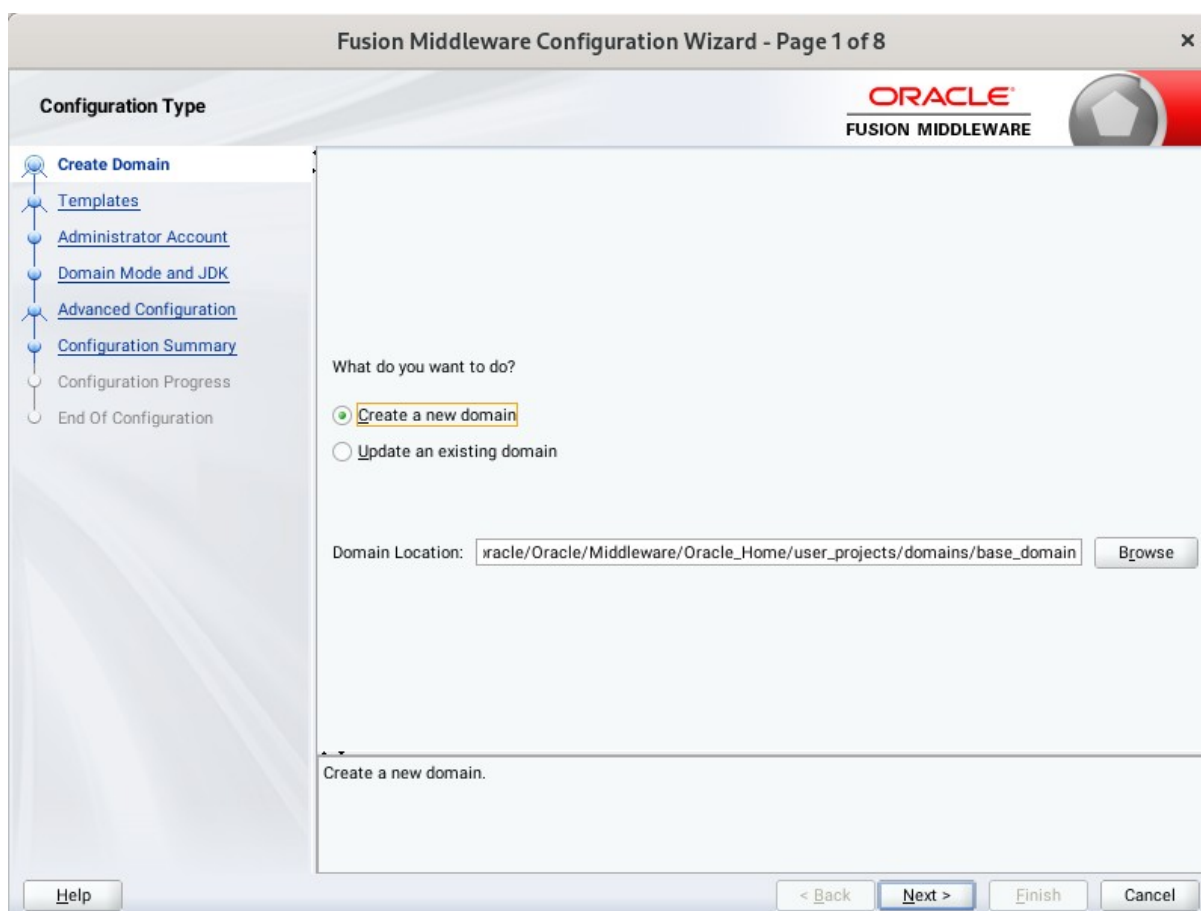 Fusion Middleware Configuration Wizard - Page 1 of 8
Configuration Type
ORACLE
FUSION MIDDLEWARE
Create Domain
Templates
Administrator Account
Domain Mode and JDK
Advanced Configuration
Configuration Summary
Configuration Progress
End Of Configuration
What do you want to do?
Create a new domain
Update an existing domain
Domain Location: racle/Oracle/Middleware/Oracle_Home/user_projects/domains/base_domain Browse
Create a new domain.
Help < Back Next > Finish Cancel